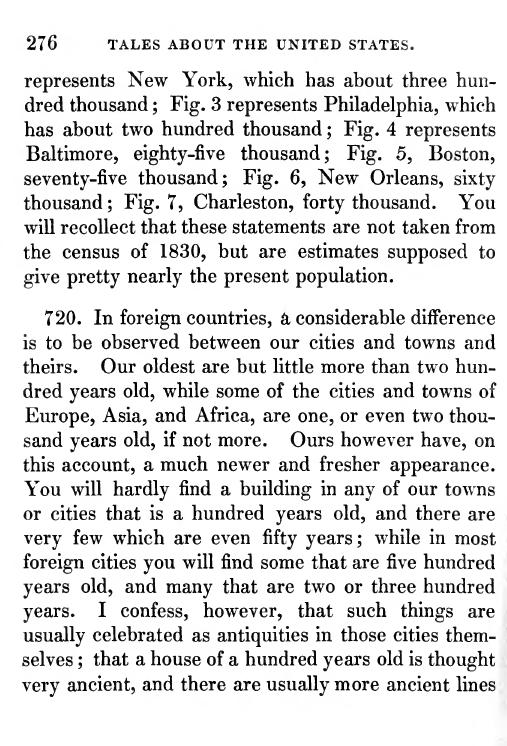 276 TALES ABOUT THE UNITED STATES.
represents New York, which has about three hun-
dred thousand; Fig. 3 represents Philadelphia, which
has about two hundred thousand; Fig. 4 represents
Baltimore, eighty-five thousand; Fig. 5, Boston,
seventy-five thousand; Fig. 6, New Orleans, sixty
thousand; Fig. 7, Charleston, forty thousand. You
will recollect that these statements are not taken from
the census of 1830, but are estimates supposed to
give pretty nearly the present population.
720. In foreign countries, a considerable difference
is to be observed between our cities and towns and
theirs. Our oldest are but little more than two hun-
dred years old, while some of the cities and towns of
Europe, Asia, and Africa, are one, or even two thou-
sand years old, if not more. Ours however have, on
this account, a much newer and fresher appearance.
You will hardly find a building in any of our towns
or cities that is a hundred years old, and there are
very few which are even fifty years; while in most
foreign cities you will find some that are five hundred
years old, and many that are two or three hundred
years. I confess, however, that such things are
usually celebrated as antiquities in those cities them-
selves; that a house of a hundred years old is thought
very ancient, and there are usually more ancient lines